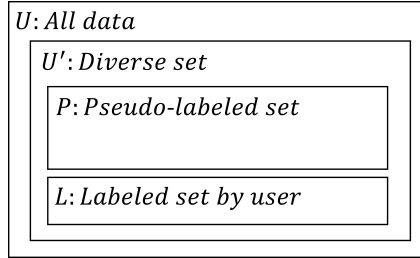 U: All data
U′: Diverse set
P: Pseudo-labeled set
L: Labeled set by user